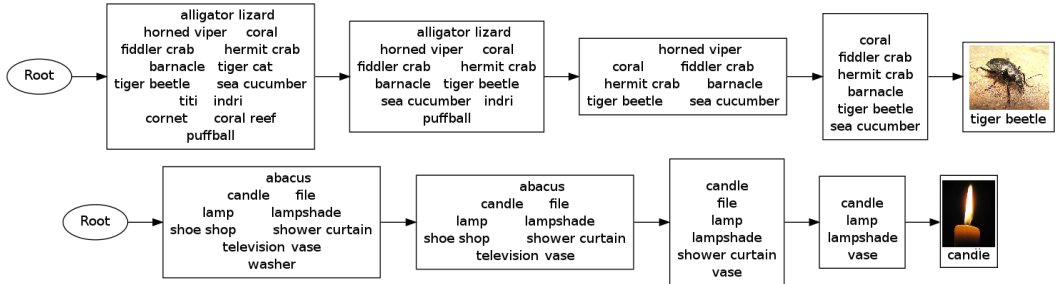 Root
alligator lizard
horned viper coral
fiddler crab hermit crab
barnacle tiger cat
tiger beetle sea cucumber
titi indri
cornet coral reef
puffball
alligator lizard
horned viper coral
fiddler crab hermit crab
barnacle tiger beetle
sea cucumber indri
puffball
horned viper
coral fiddler crab
hermit crab barnacle
tiger beetle sea cucumber
coral
fiddler crab
hermit crab
barnacle
tiger beetle
sea cucumber
tiger beetle
Root
abacus
candle file
lamp lampshade
shoe shop shower curtain
television vase
washer
abacus
candle file
lamp lampshade
shoe shop shower curtain
television vase
candle
file
lamp
lampshade
shower curtain
vase
candle
lamp
lampshade
vase
candle